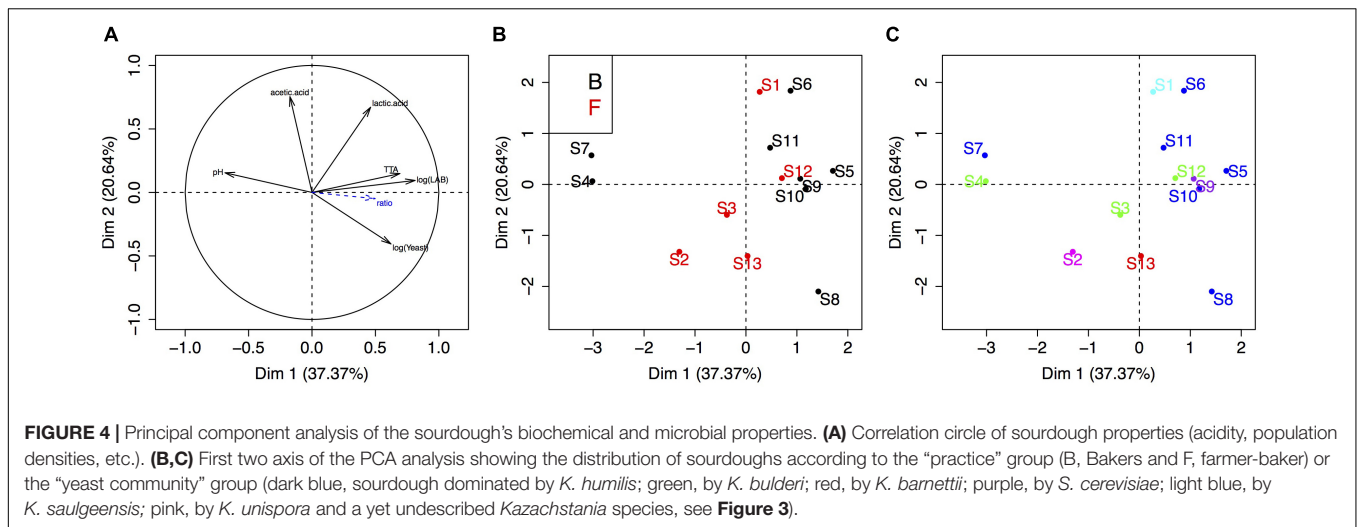 A
B
C
1.0
0.5
0.0
−0.5
−1.0
Dim 2 (20.64%)
acetic.acid
lactic.acid
pH
TTA
log(LAB)
ratio
log(Yeast)
−1.0 −0.5 0.0 0.5 1.0
Dim 1 (37.37%)
2
1
0
−1
−2
Dim 2 (20.64%)
B
F
S1
S6
S11
S7
S4
S12
S5
S9
S10
S3
S2
S13
S8
−3 −2 −1 0 1 2
Dim 1 (37.37%)
2
1
0
−1
−2
Dim 2 (20.64%)
S1
S6
S11
S7
S4
S12
S5
S9
S10
S3
S2
S13
S8
−3 −2 −1 0 1 2
Dim 1 (37.37%)
FIGURE 4 | Principal component analysis of the sourdough's biochemical and microbial properties. (A) Correlation circle of sourdough properties (acidity, population
densities, etc.). (B,C) First two axis of the PCA analysis showing the distribution of sourdoughs according to the “practice” group (B, Bakers and F, farmer-baker) or
the “yeast community” group (dark blue, sourdough dominated by K. humilis; green, by K. bulderi; red, by K. barnettii; purple, by S. cerevisiae; light blue, by
K. saulgeensis; pink, by K. unispora and a yet undescribed Kazachstania species, see Figure 3).